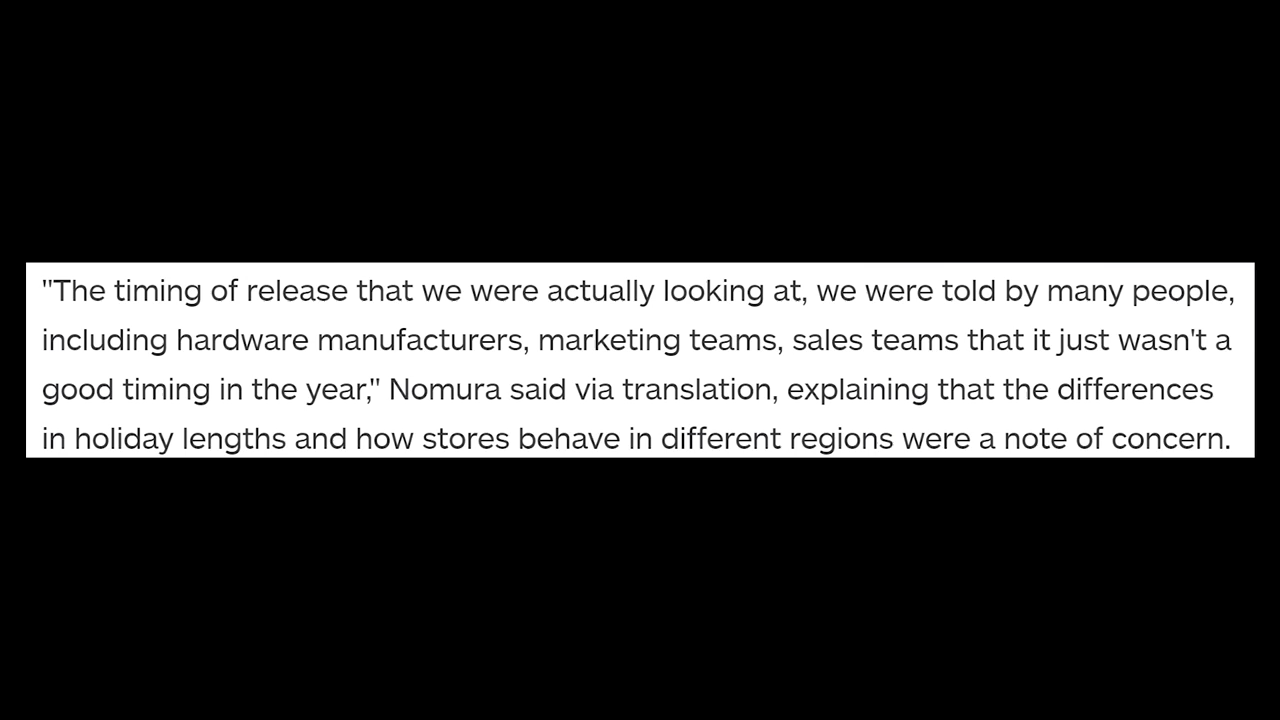 "The timing of release that we were actually looking at, we were told by many people,
including hardware manufacturers, marketing teams, sales teams that it just wasn't a
good timing in the year," Nomura said via translation, explaining that the differences
in holiday lengths and how stores behave in different regions were a note of concern.